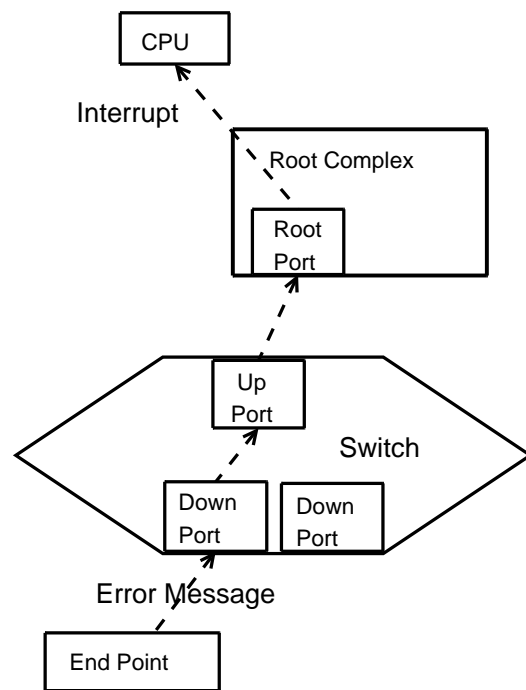 CPU
Interrupt
Root Complex
Root
Port
Up
Port
Switch
Down
Port
Down
Port
Error Message
End Point